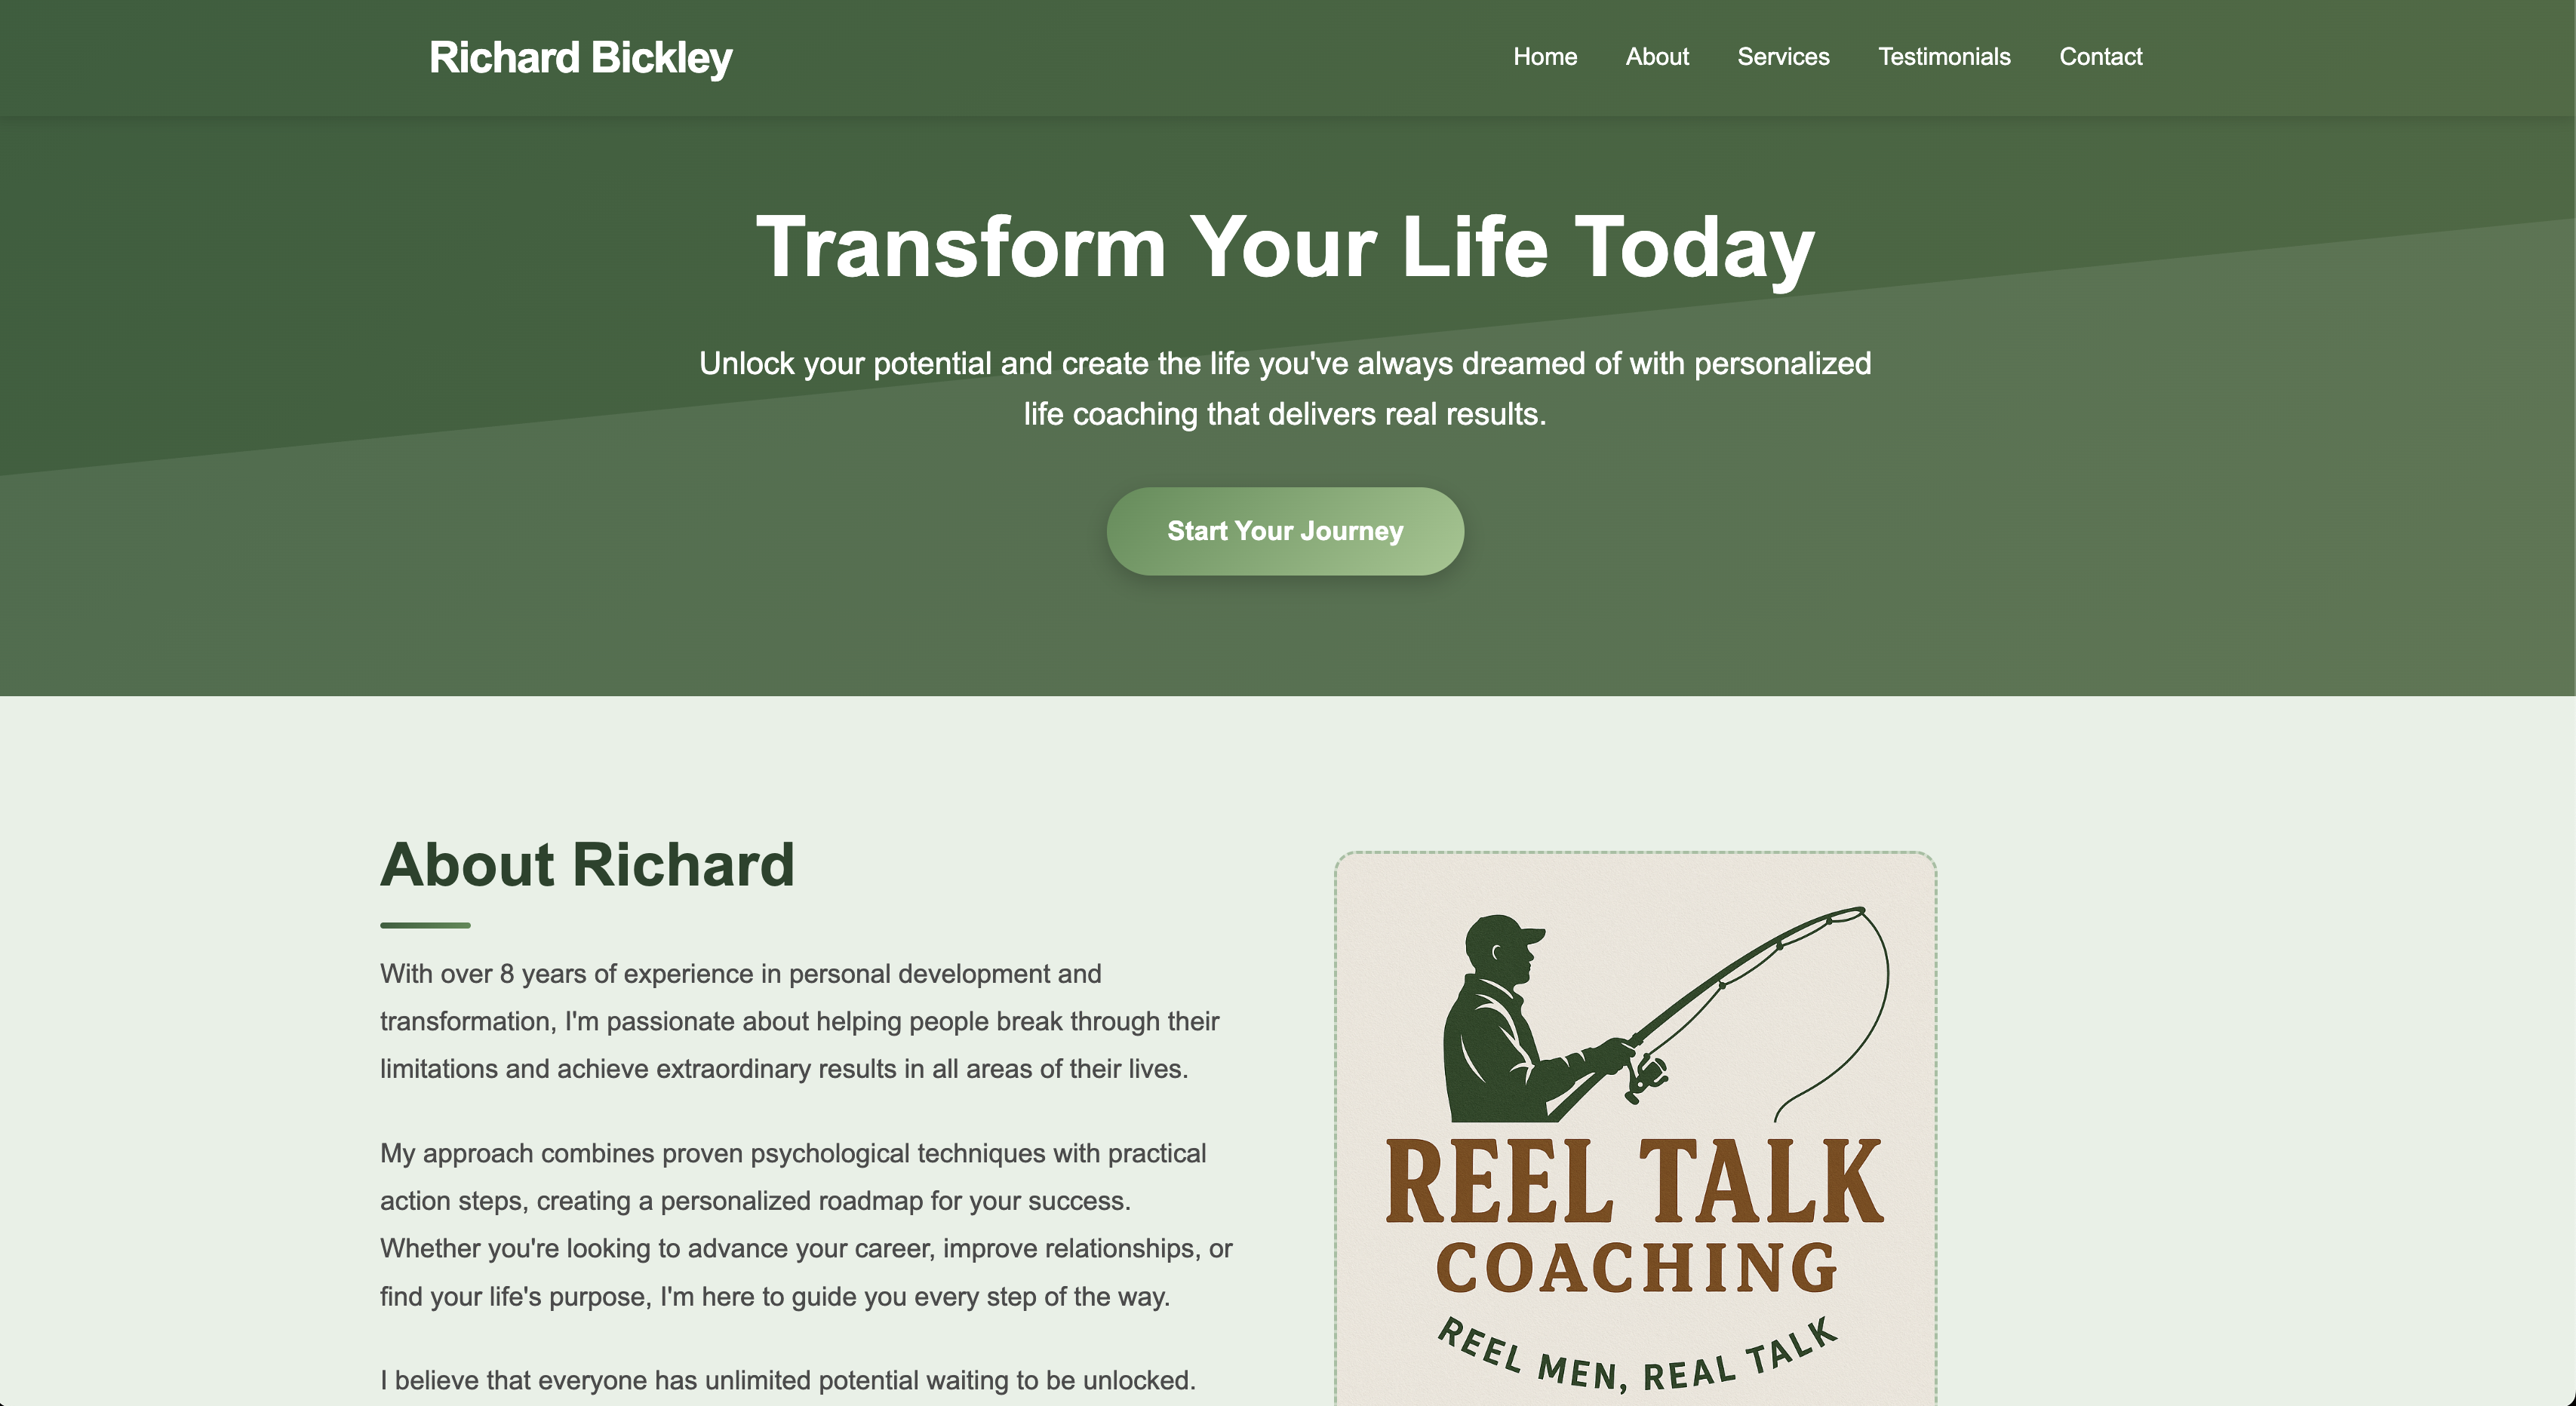 Richard Bickley
Home About Services Testimonials Contact
Transform Your Life Today
Unlock your potential and create the life you've always dreamed of with personalized
life coaching that delivers real results.
Start Your Journey
About Richard
With over 8 years of experience in personal development and
transformation, I'm passionate about helping people break through their
limitations and achieve extraordinary results in all areas of their lives.
My approach combines proven psychological techniques with practical
action steps, creating a personalized roadmap for your success.
Whether you're looking to advance your career, improve relationships, or
find your life's purpose, I'm here to guide you every step of the way.
I believe that everyone has unlimited potential waiting to be unlocked.
REEL TALK
COACHING
REEL MEN, REAL TALK